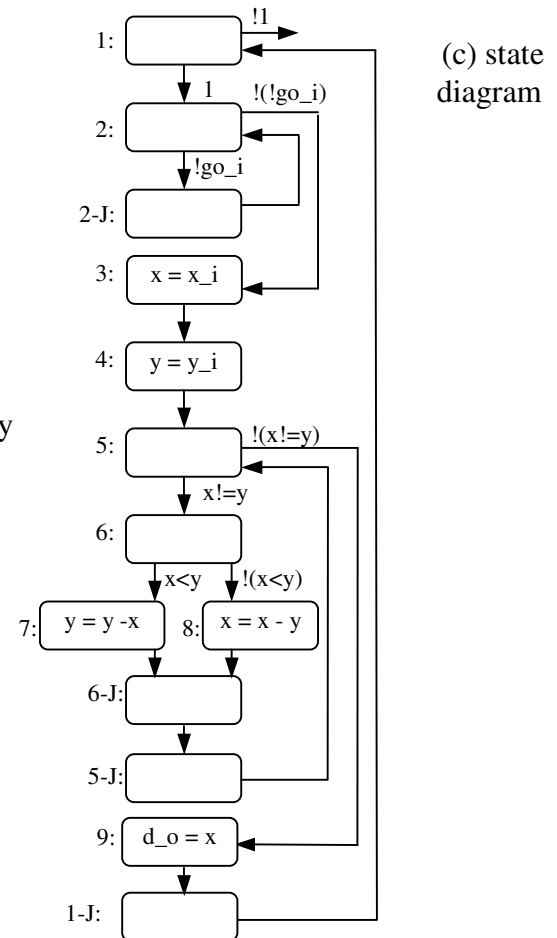 !1
1:
(c) state
diagram
1
!(!go_i)
2:
!go_i
2-J:
3:
x = x_i
4:
y = y_i
y
5:
!(x!=y)
x!=y
6:
x<y
!(x<y)
7:
y = y -x
8:
x = x - y
6-J:
5-J:
9:
d_o = x
1-J: